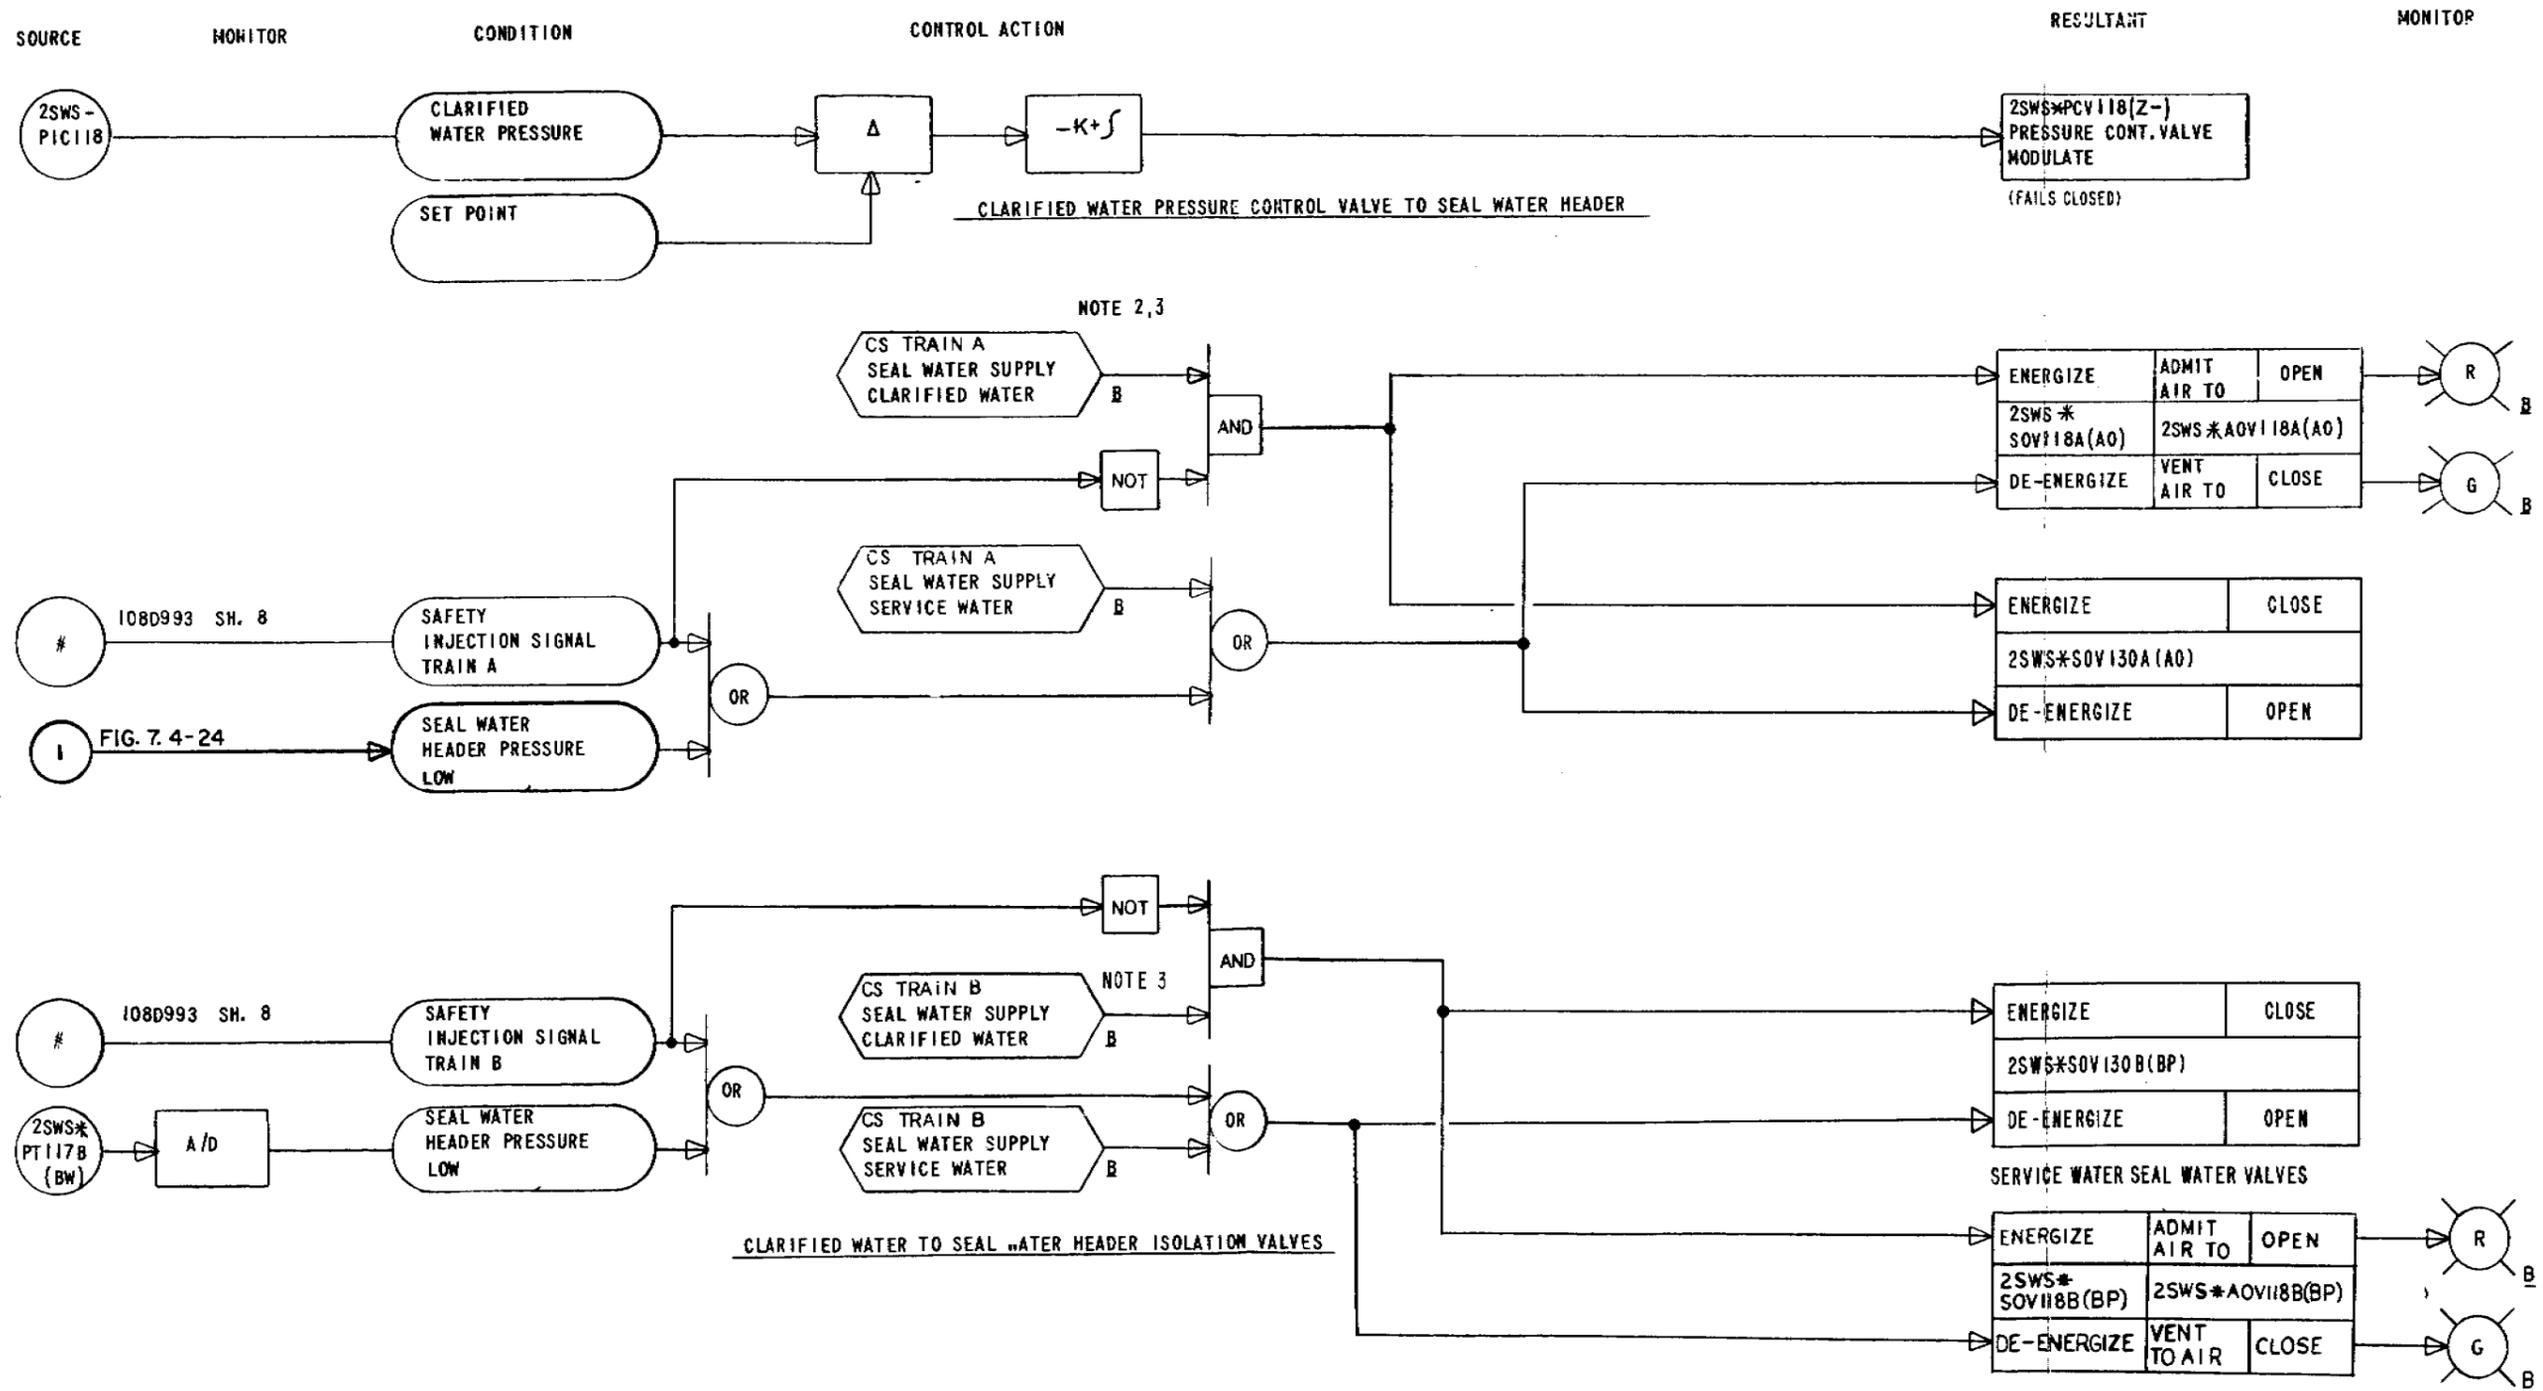 SOURCE
MONITOR
CONDITION
CONTROL ACTION
RESULTANT
MONITOR
2SWS-
PIC118
CLARIFIED
WATER PRESSURE
Δ
-K+∫
2SWS*PCV118(Z-)
PRESSURE CONT.VALVE
MODULATE
(FAILS CLOSED)
SET POINT
CLARIFIED WATER PRESSURE CONTROL VALVE TO SEAL WATER HEADER
NOTE 2,3
CS TRAIN A
SEAL WATER SUPPLY
CLARIFIED WATER
B
AND
NOT
ENERGIZE
ADMIT
AIR TO
OPEN
R
B
2SWS*
SOV118A(AO)
2SWS*AOV118A(AO)
DE-ENERGIZE
VENT
AIR TO
CLOSE
G
B
CS TRAIN A
SEAL WATER SUPPLY
SERVICE WATER
B
OR
#
108D993 SH. 8
SAFETY
INJECTION SIGNAL
TRAIN A
OR
1
FIG. 7.4-24
SEAL WATER
HEADER PRESSURE
LOW
ENERGIZE
CLOSE
2SWS*SOV130A(AO)
DE-ENERGIZE
OPEN
NOT
AND
NOTE 3
CS TRAIN B
SEAL WATER SUPPLY
CLARIFIED WATER
B
#
108D993 SH. 8
SAFETY
INJECTION SIGNAL
TRAIN B
OR
2SWS*
PT117B
(BW)
A/D
SEAL WATER
HEADER PRESSURE
LOW
CS TRAIN B
SEAL WATER SUPPLY
SERVICE WATER
B
OR
ENERGIZE
CLOSE
2SWS*SOV130B(BP)
DE-ENERGIZE
OPEN
SERVICE WATER SEAL WATER VALVES
CLARIFIED WATER TO SEAL WATER HEADER ISOLATION VALVES
ENERGIZE
ADMIT
AIR TO
OPEN
R
B
2SWS*
SOV118B(BP)
2SWS*AOV118B(BP)
DE-ENERGIZE
VENT
TO AIR
CLOSE
G
B